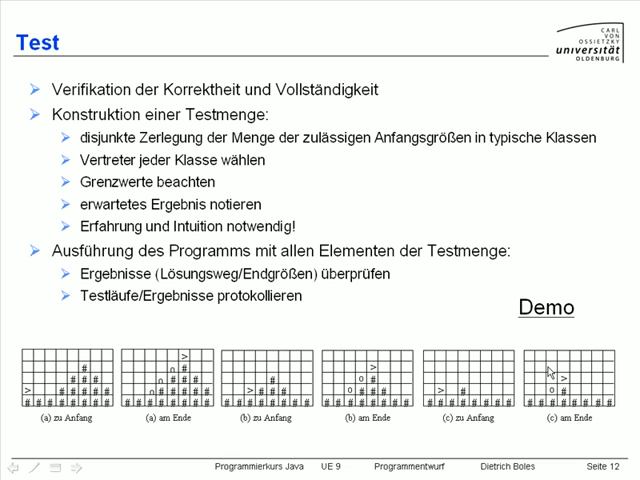 Test
CARL
VON
OSSIETZKY
universität
OLDENBURG
Verifikation der Korrektheit und Vollständigkeit
Konstruktion einer Testmenge:
disjunkte Zerlegung der Menge der zulässigen Anfangsgrößen in typische Klassen
Vertreter jeder Klasse wählen
Grenzwerte beachten
erwartetes Ergebnis notieren
Erfahrung und Intuition notwendig!
Ausführung des Programms mit allen Elementen der Testmenge:
Ergebnisse (Lösungsweg/Endgrößen) überprüfen
Testläufe/Ergebnisse protokollieren
Demo
(a) zu Anfang (a) am Ende (b) zu Anfang (b) am Ende (c) zu Anfang (c) am Ende
Programmierkurs Java UE 9 Programmentwurf Dietrich Boles Seite 12